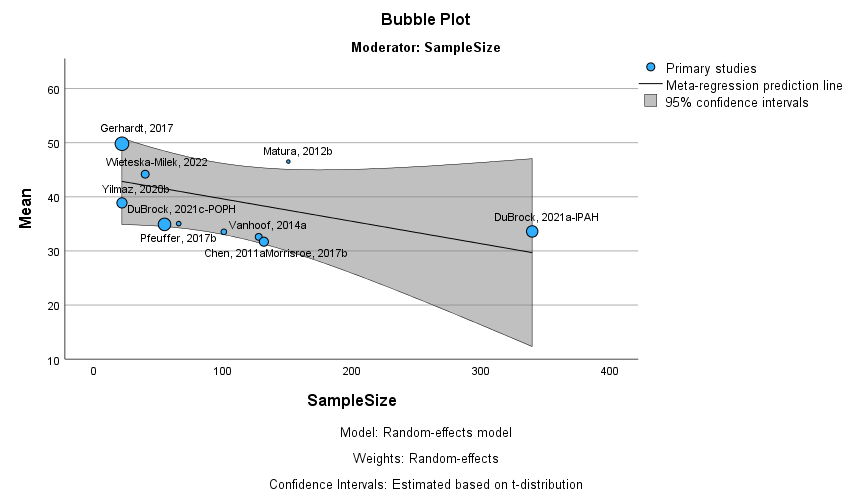 Bubble Plot
Moderator: SampleSize
Primary studies
Meta-regression prediction line
95% confidence intervals
60
50
40
30
20
10
Mean
Gerhardt, 2017
Matura, 2012b
Wieteska-Milek, 2022
Yilmaz, 2020b
DuBrock, 2021c-POPH
DuBrock, 2021a-IPAH
Vanhoof, 2014a
Pfeuffer, 2017b
Chen, 2011aMorrisroe, 2017b
0 100 200 300 400
SampleSize
Model: Random-effects model
Weights: Random-effects
Confidence Intervals: Estimated based on t-distribution